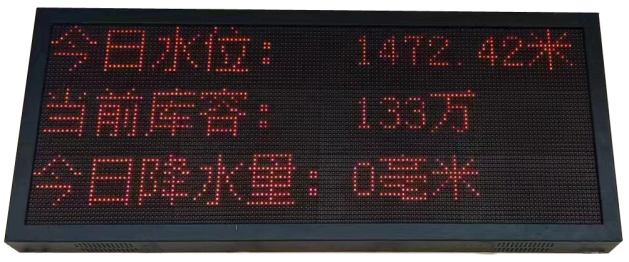 今日水位: 1472.42米
当前库容: 133万
今日降水量: 0毫米